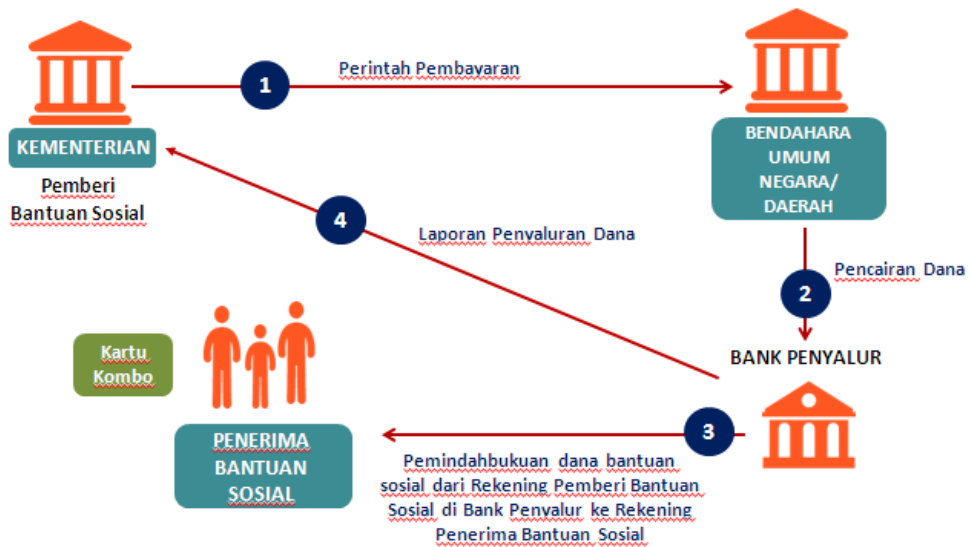 1
Perintah Pembayaran
KEMENTERIAN
Pemberi
Bantuan Sosial
BENDAHARA
UMUM
NEGARA/
DAERAH
4
Laporan Penyaluran Dana
2
Pencairan Dana
BANK PENYALUR
Kartu
Kombo
PENERIMA
BANTUAN
SOSIAL
3
Pemindahbukuan dana bantuan
sosial dari Rekening Pemberi Bantuan
Sosial di Bank Penyalur ke Rekening
Penerima Bantuan Sosial